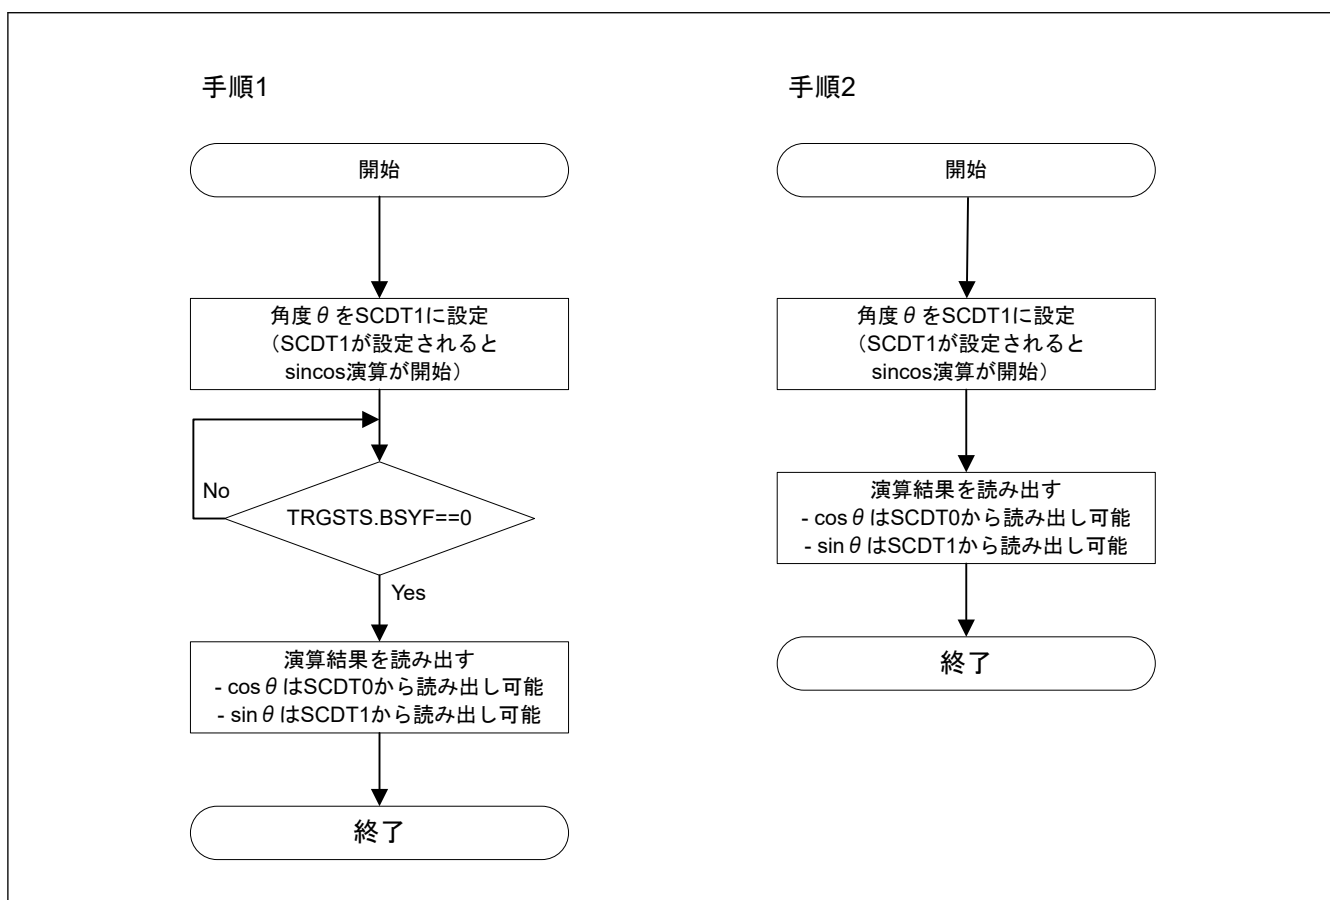 手順1
開始
角度θをSCDT1に設定
（SCDT1が設定されると
sincos演算が開始）
No
TRGSTS.BSYF==0
Yes
演算結果を読み出す
- cosθはSCDT0から読み出し可能
- sinθはSCDT1から読み出し可能
終了
手順2
開始
角度θをSCDT1に設定
（SCDT1が設定されると
sincos演算が開始）
演算結果を読み出す
- cosθはSCDT0から読み出し可能
- sinθはSCDT1から読み出し可能
終了